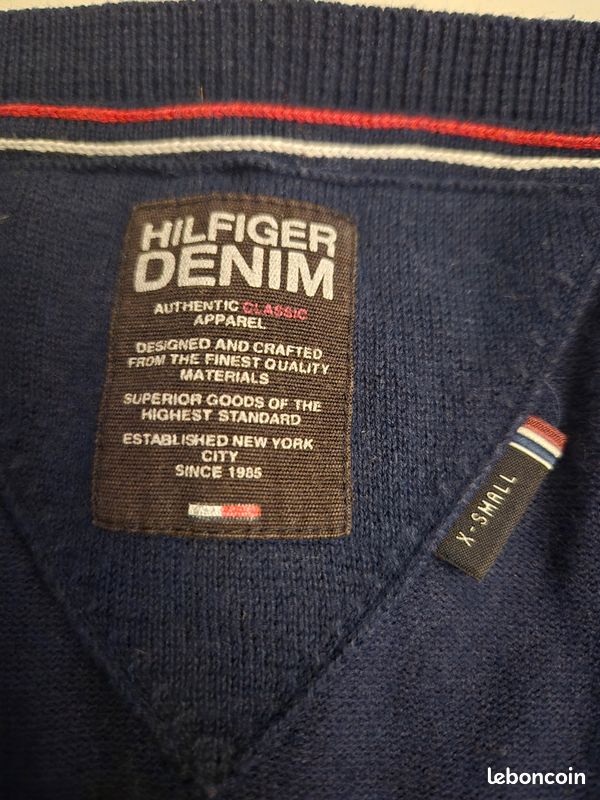 HILFIGER
DENIM
AUTHENTIC CLASSIC
APPAREL
DESIGNED AND CRAFTED
FROM THE FINEST QUALITY
MATERIALS
SUPERIOR GOODS OF THE
HIGHEST STANDARD
ESTABLISHED NEW YORK
CITY
SINCE 1985
X-SMALL
leboncoin